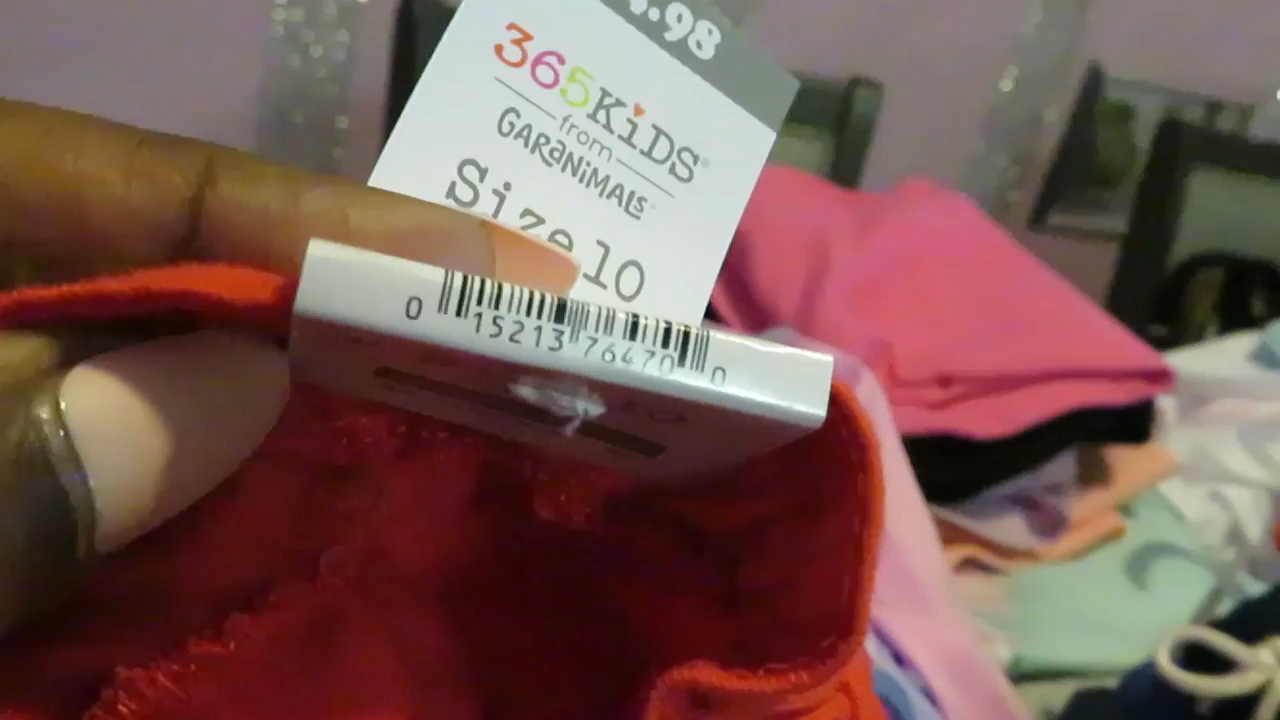 .98
365KiDS®
from
GARaNiMALS®
Size 10
0 15213 76470 0